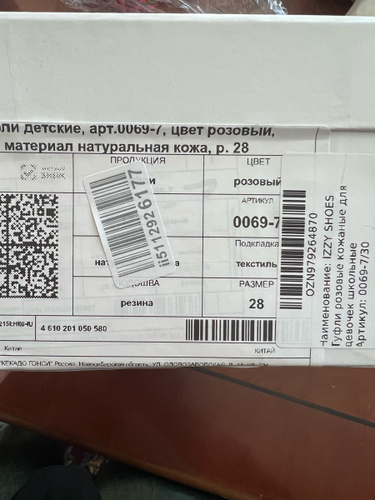 ли детские, арт.0069-7, цвет розовый,
материал натуральная кожа, р. 28
ПРОДУКЦИЯ
ЦВЕТ
розовый
АРТИКУЛ
0069-7
Подкладка
текстиль
РАЗМЕР
резина
28
4 610 201 050 580
Китай
КИТАЙ
ii5112926177
OZN979264870
Наименование: IZZY SHOES
Туфли розовые кожаные для
девочек школьные
Артикул: 0069-7/30